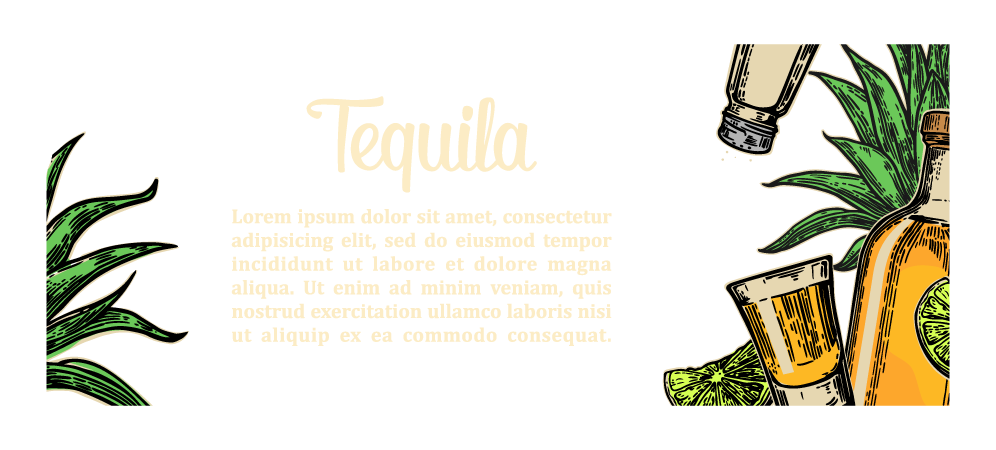 Tequila
Lorem ipsum dolor sit amet, consectetur
adipisicing elit, sed do eiusmod tempor
incididunt ut labore et dolore magna
aliqua. Ut enim ad minim veniam, quis
nostrud exercitation ullamco laboris nisi
ut aliquip ex ea commodo consequat.